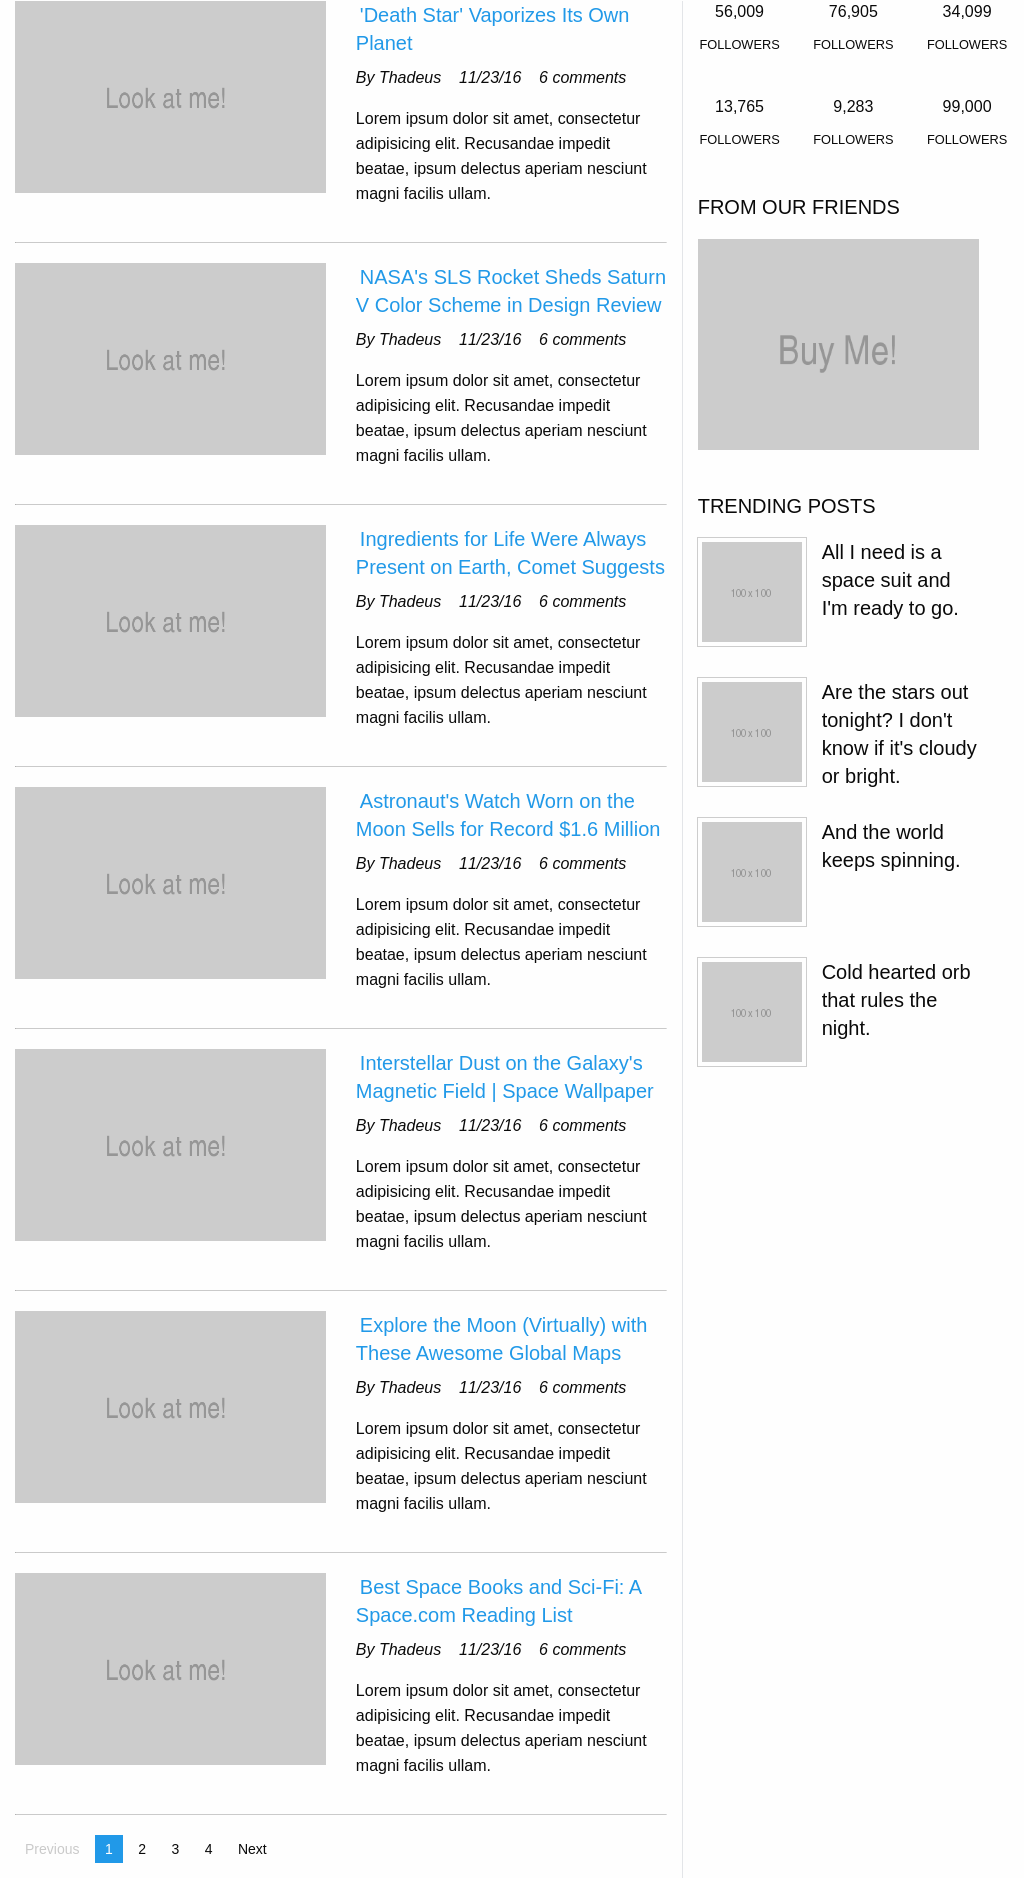 Look at me!
'Death Star' Vaporizes Its Own
Planet
By Thadeus 11/23/16 6 comments
Lorem ipsum dolor sit amet, consectetur
adipisicing elit. Recusandae impedit
beatae, ipsum delectus aperiam nesciunt
magni facilis ullam.
Look at me!
NASA's SLS Rocket Sheds Saturn
V Color Scheme in Design Review
By Thadeus 11/23/16 6 comments
Lorem ipsum dolor sit amet, consectetur
adipisicing elit. Recusandae impedit
beatae, ipsum delectus aperiam nesciunt
magni facilis ullam.
Look at me!
Ingredients for Life Were Always
Present on Earth, Comet Suggests
By Thadeus 11/23/16 6 comments
Lorem ipsum dolor sit amet, consectetur
adipisicing elit. Recusandae impedit
beatae, ipsum delectus aperiam nesciunt
magni facilis ullam.
Look at me!
Astronaut's Watch Worn on the
Moon Sells for Record $1.6 Million
By Thadeus 11/23/16 6 comments
Lorem ipsum dolor sit amet, consectetur
adipisicing elit. Recusandae impedit
beatae, ipsum delectus aperiam nesciunt
magni facilis ullam.
Look at me!
Interstellar Dust on the Galaxy's
Magnetic Field | Space Wallpaper
By Thadeus 11/23/16 6 comments
Lorem ipsum dolor sit amet, consectetur
adipisicing elit. Recusandae impedit
beatae, ipsum delectus aperiam nesciunt
magni facilis ullam.
Look at me!
Explore the Moon (Virtually) with
These Awesome Global Maps
By Thadeus 11/23/16 6 comments
Lorem ipsum dolor sit amet, consectetur
adipisicing elit. Recusandae impedit
beatae, ipsum delectus aperiam nesciunt
magni facilis ullam.
Look at me!
Best Space Books and Sci-Fi: A
Space.com Reading List
By Thadeus 11/23/16 6 comments
Lorem ipsum dolor sit amet, consectetur
adipisicing elit. Recusandae impedit
beatae, ipsum delectus aperiam nesciunt
magni facilis ullam.
Previous 1 2 3 4 Next
56,009 76,905 34,099
FOLLOWERS FOLLOWERS FOLLOWERS
13,765 9,283 99,000
FOLLOWERS FOLLOWERS FOLLOWERS
FROM OUR FRIENDS
Buy Me!
TRENDING POSTS
100 x 100
All I need is a
space suit and
I'm ready to go.
100 x 100
Are the stars out
tonight? I don't
know if it's cloudy
or bright.
100 x 100
And the world
keeps spinning.
100 x 100
Cold hearted orb
that rules the
night.